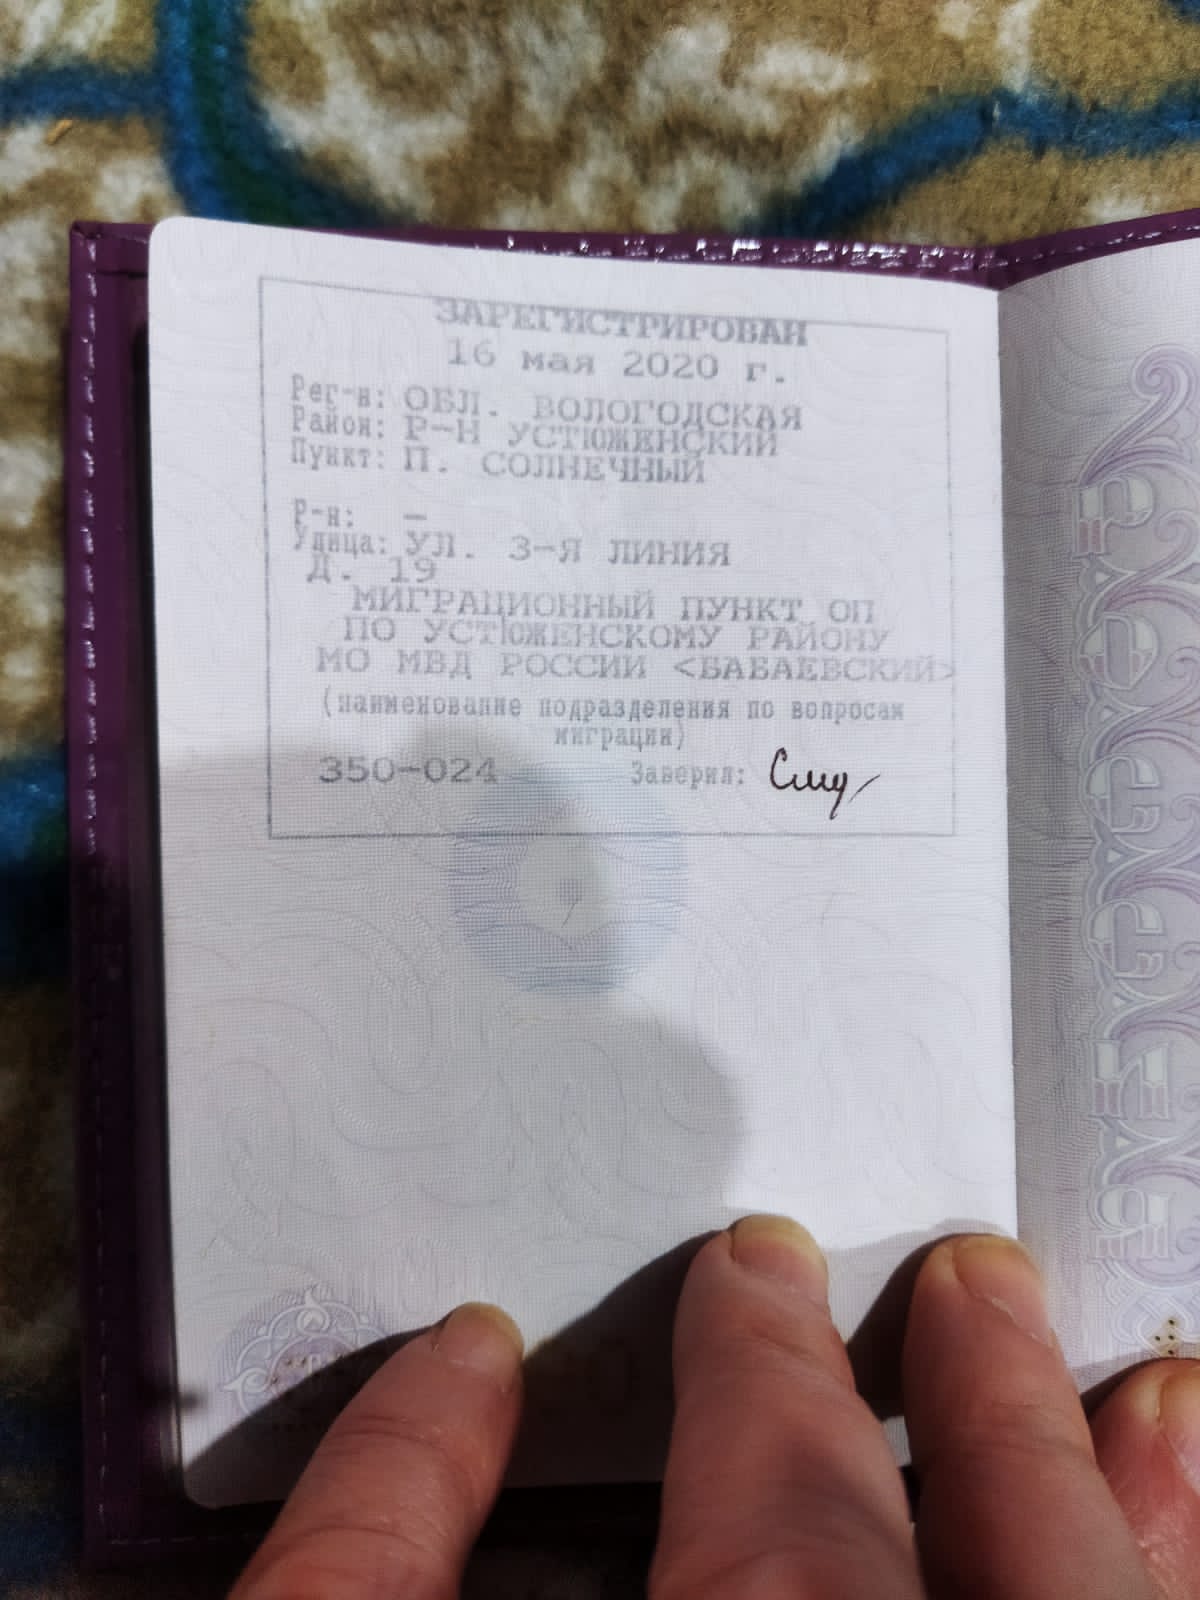 ЗАРЕГИСТРИРОВАН
16 мая 2020 г.
Рег-н: ОБЛ. ВОЛОГОДСКАЯ
Район: Р-Н УСТЮЖЕНСКИЙ
Пункт: П. СОЛНЕЧНЫЙ
Р-н: –
Улица: УЛ. 3-Я ЛИНИЯ
Д. 19
МИГРАЦИОННЫЙ ПУНКТ ОП
ПО УСТЮЖЕНСКОМУ РАЙОНУ
МО МВД РОССИИ <БАБАЕВСКИЙ>
(наименование подразделения по вопросам
миграции)
350-024 Заверил: